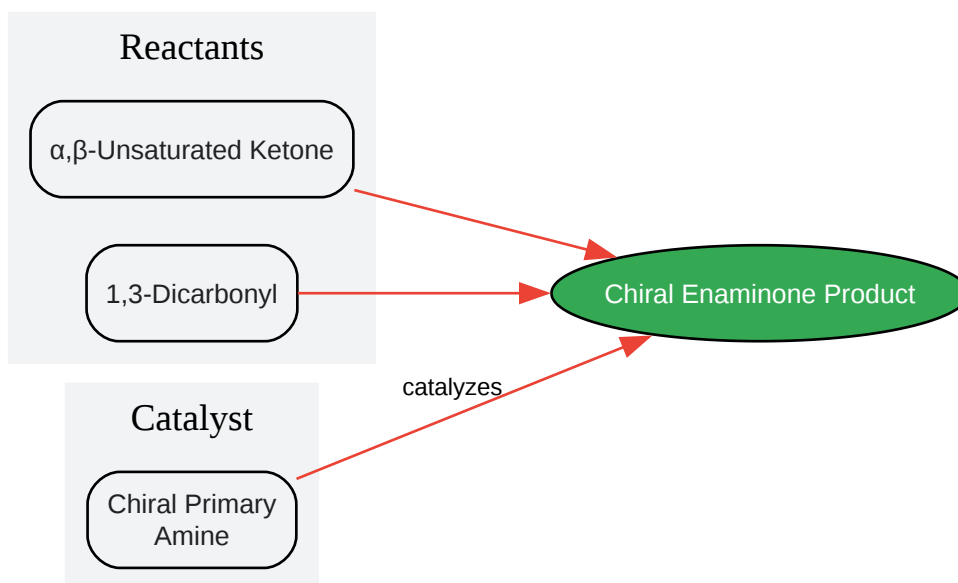 Reactants
α,β-Unsaturated Ketone
1,3-Dicarbonyl
Chiral Enaminone Product
catalyzes
Catalyst
Chiral Primary
Amine